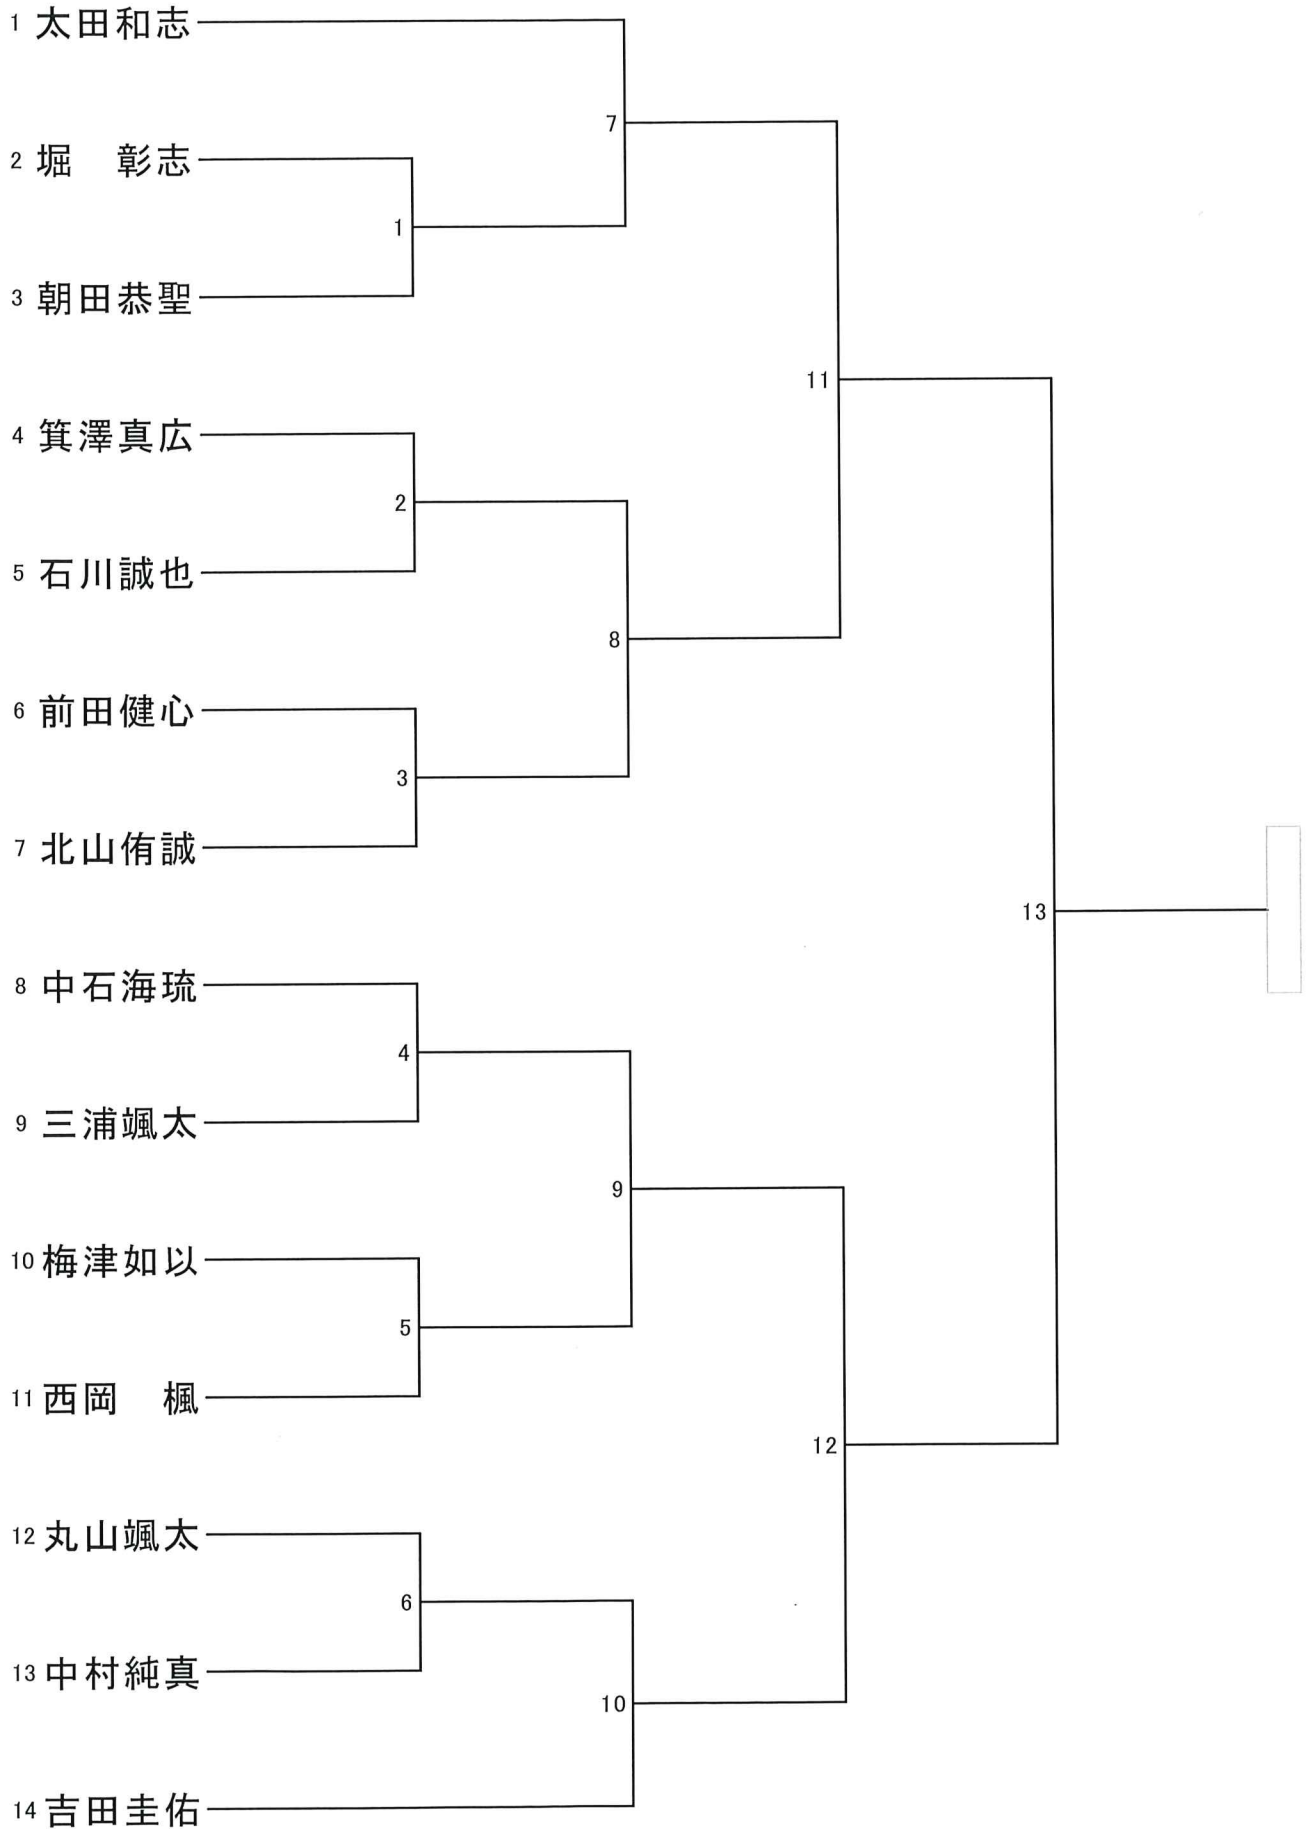 1 太田和志
7
2 堀　彰志
1
3 朝田恭聖
11
4 箕澤真広
2
5 石川誠也
8
6 前田健心
3
7 北山侑誠
13
8 中石海琉
4
9 三浦颯太
9
10 梅津如以
5
11 西岡　楓
12
12 丸山颯太
6
13 中村純真
10
14 吉田圭佑